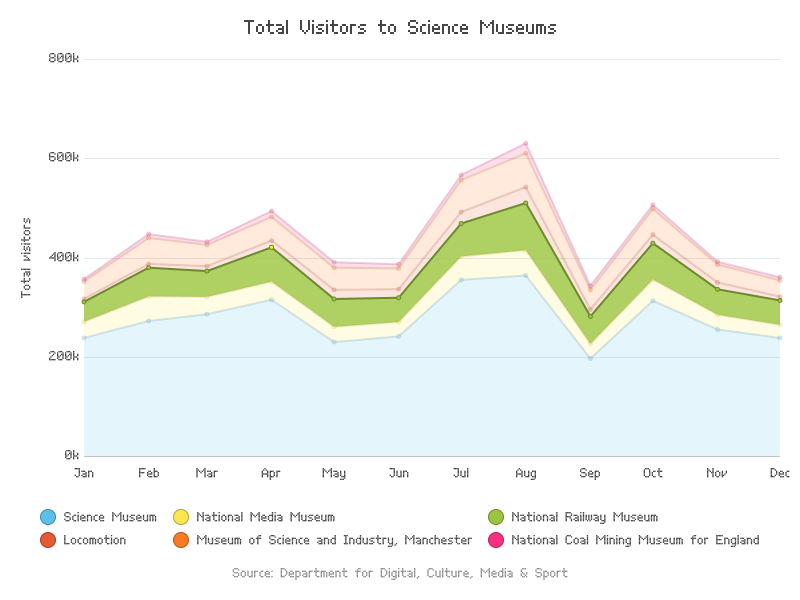 Total Visitors to Science Museums
800k
600k
400k
200k
0k
Total visitors
Jan Feb Mar Apr May Jun Jul Aug Sep Oct Nov Dec
Science Museum National Media Museum National Railway Museum
Locomotion Museum of Science and Industry, Manchester National Coal Mining Museum for England
Source: Department for Digital, Culture, Media & Sport